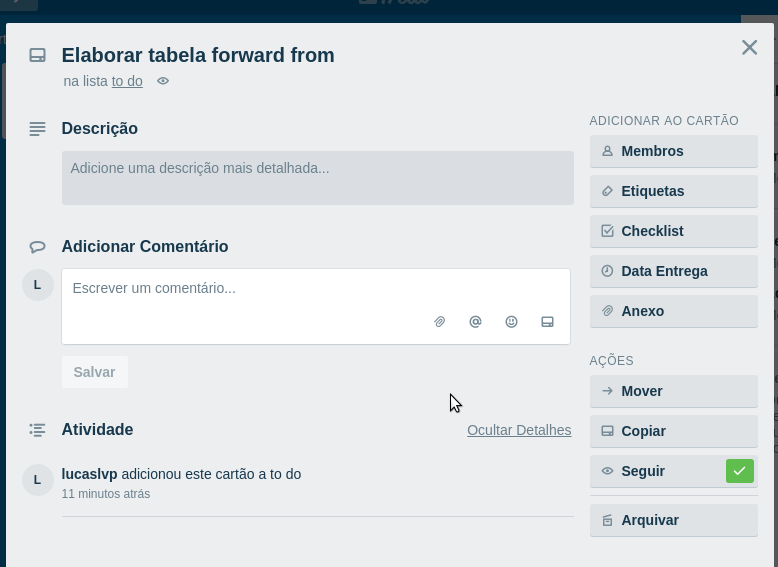 Elaborar tabela forward from
na lista to do
Descrição
Adicione uma descrição mais detalhada...
Adicionar Comentário
L
Escrever um comentário...
Salvar
Atividade
Ocultar Detalhes
L
lucaslvp adicionou este cartão a to do
11 minutos atrás
ADICIONAR AO CARTÃO
Membros
Etiquetas
Checklist
Data Entrega
Anexo
AÇÕES
Mover
Copiar
Seguir
Arquivar